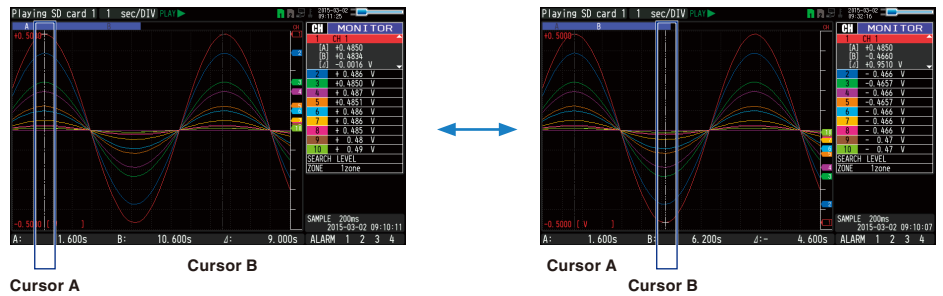 Playing SD card 1 1 sec/DIV PLAY
2015-03-02
09:11:25
A
+0.5000
CH
CH MONITOR
1 CH 1
[A] +0.4850
[B] +0.4834
[⊿] -0.0016 V
2 + 0.486 V
3 +0.4850 V
4 + 0.487 V
5 +0.4851 V
6 + 0.486 V
7 + 0.486 V
8 + 0.485 V
9 + 0.48 V
10 + 0.49 V
SEARCH LEVEL
ZONE 1zone
-0.5000 [ V ]
SAMPLE 200ms
2015-03-02 09:10:11
A: 1.600s B: 10.600s ⊿: 9.000s ALARM 1 2 3 4
Cursor B
Cursor A
Playing SD card 1 1 sec/DIV PLAY
2015-03-02
09:32:16
A B
+0.5000
CH
CH MONITOR
1 CH 1
[A] +0.4850
[B] -0.4660
[⊿] +0.9510 V
2 - 0.466 V
3 -0.4657 V
4 - 0.466 V
5 -0.4657 V
6 - 0.466 V
7 - 0.466 V
8 - 0.466 V
9 - 0.47 V
10 - 0.47 V
SEARCH LEVEL
ZONE 1zone
-0.5000 [ V ]
SAMPLE 200ms
2015-03-02 09:10:07
A: 1.600s B: 6.200s ⊿:- 4.600s ALARM 1 2 3 4
Cursor A
Cursor B